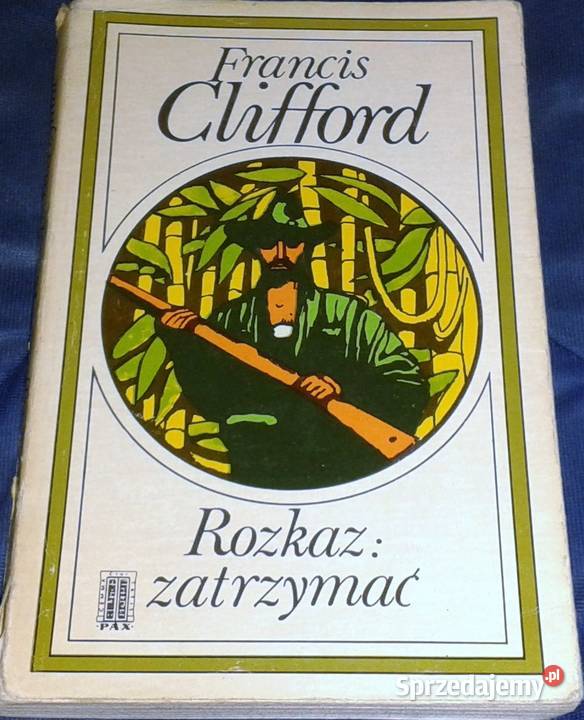 Francis
Clifford
Rozkaz:
zatrzymać
PAX
Sprzedajemy.pl